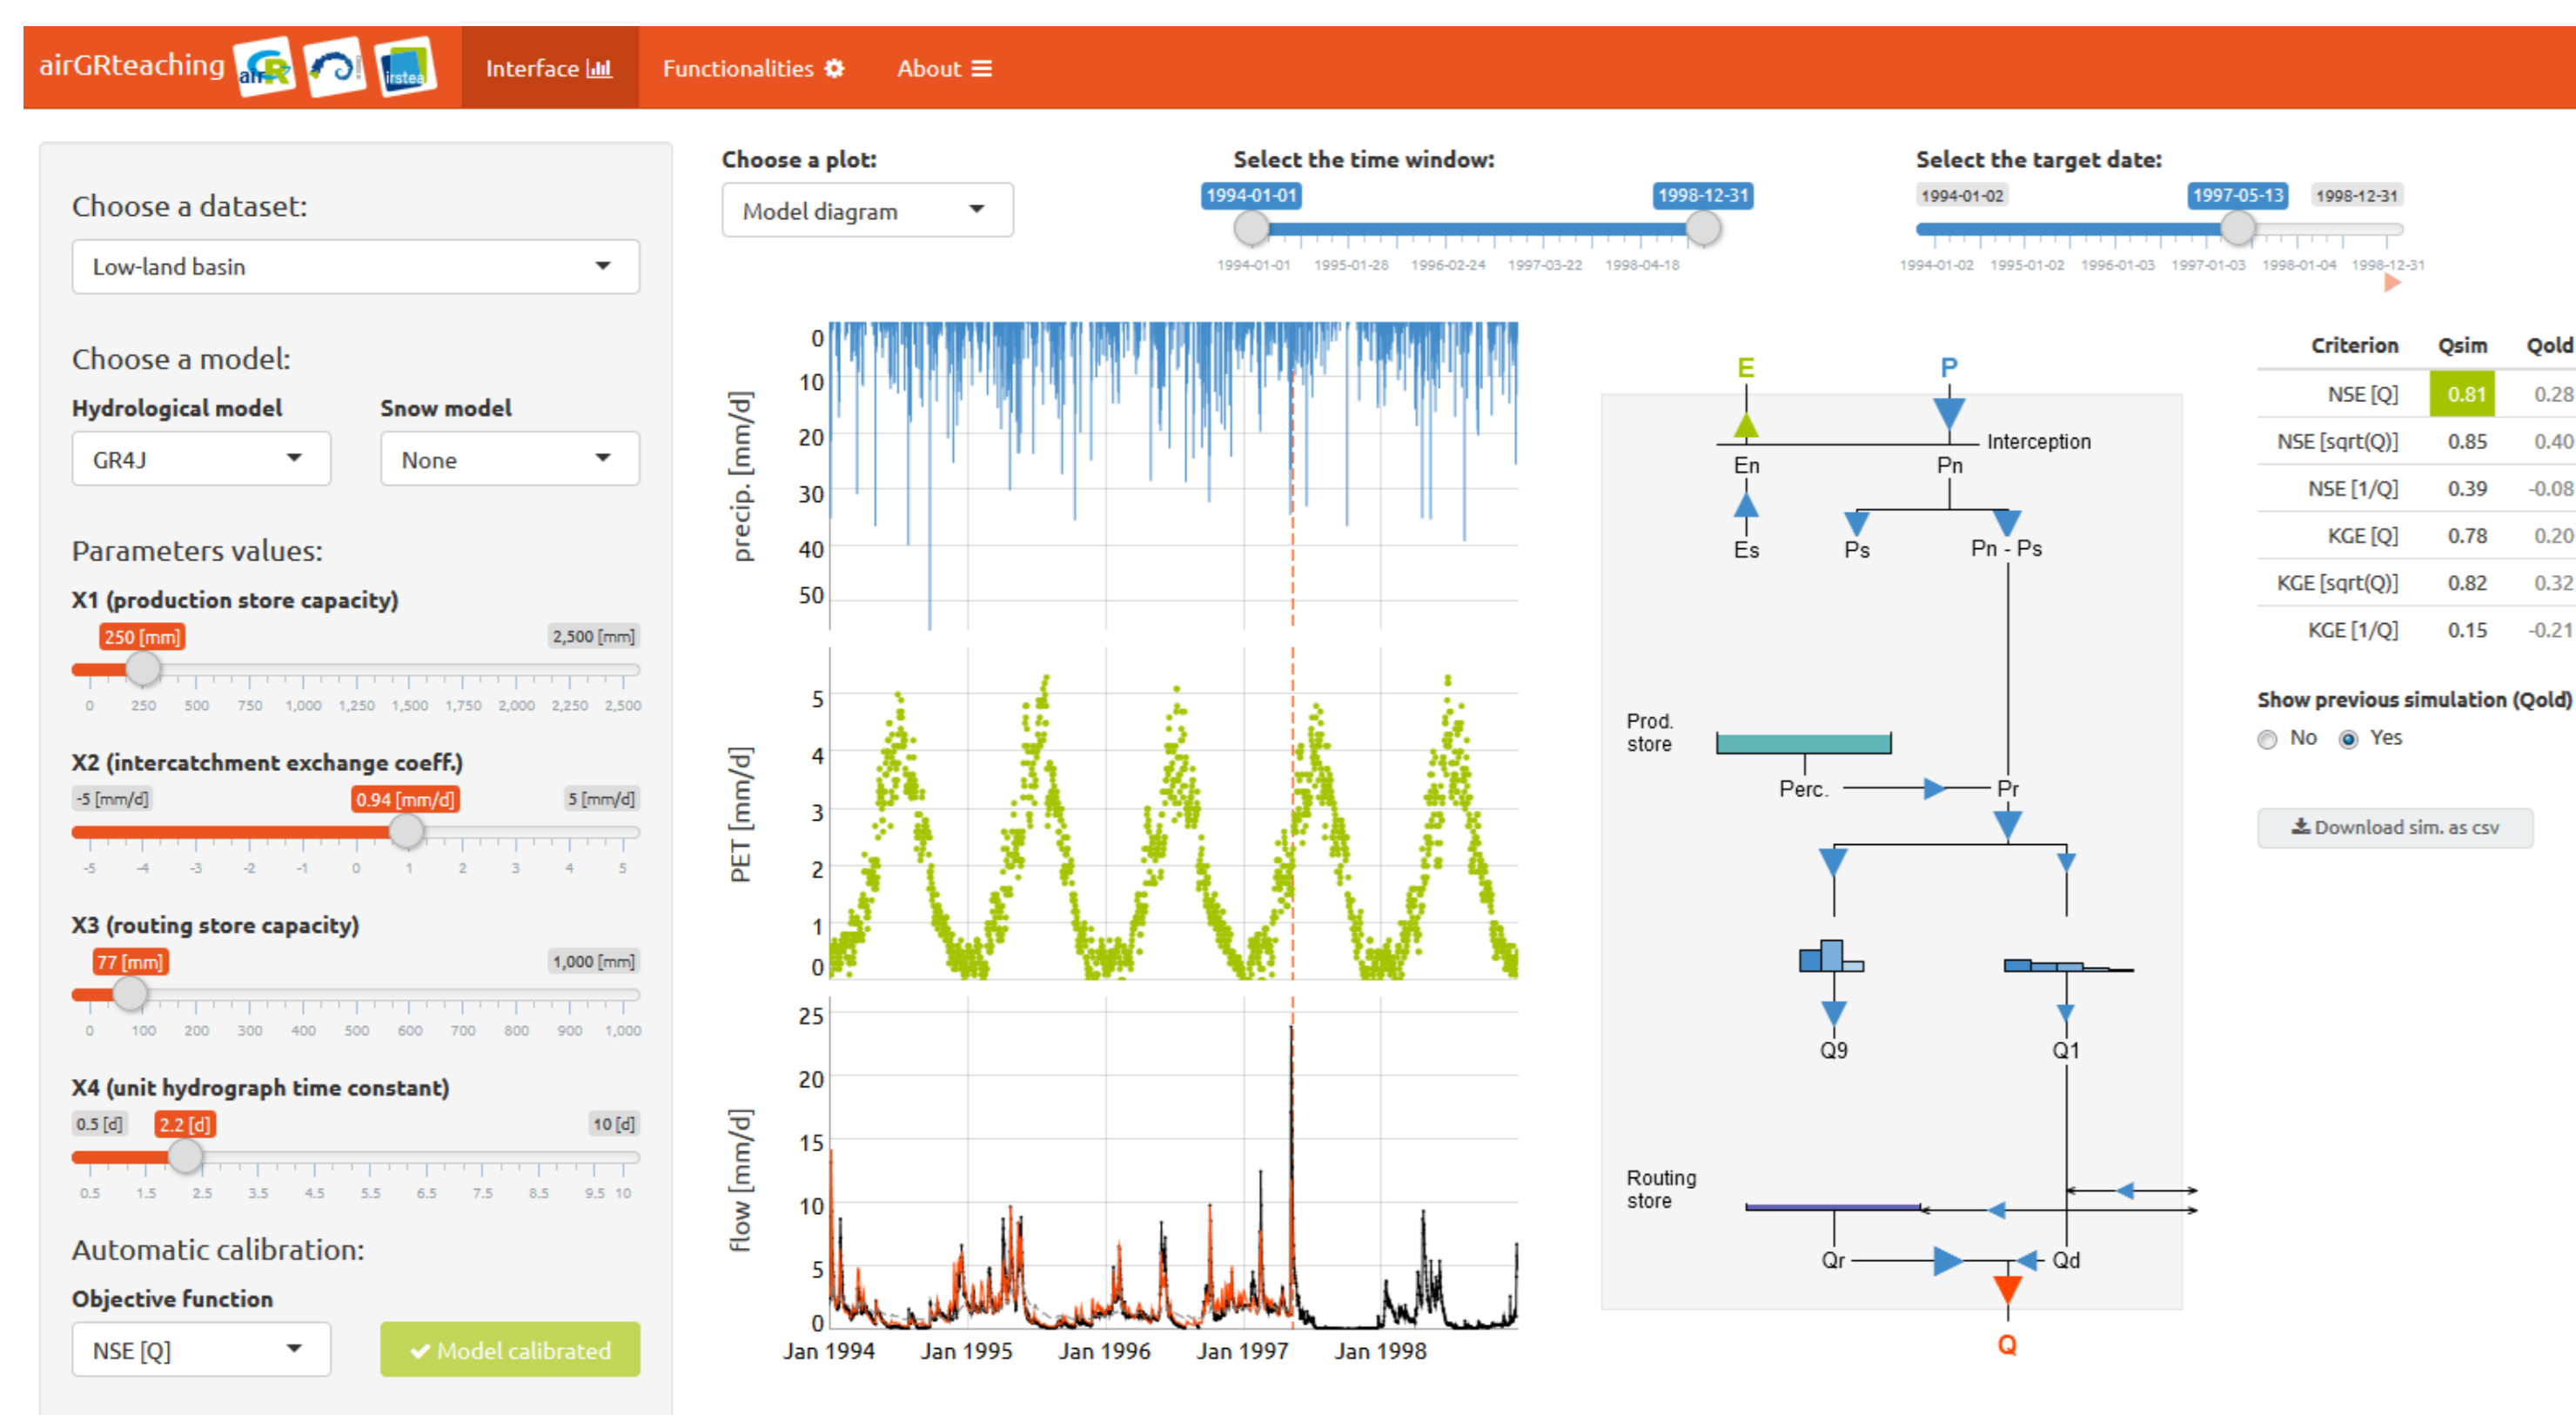 airGRteaching airGR irstea Interface Functionalities About
Choose a dataset:
Low-land basin
Choose a model:
Hydrological model Snow model
GR4J None
Parameters values:
X1 (production store capacity)
250 [mm] 2,500 [mm]
0 250 500 750 1,000 1,250 1,500 1,750 2,000 2,250 2,500
X2 (intercatchment exchange coeff.)
-5 [mm/d] 0.94 [mm/d] 5 [mm/d]
-5 -4 -3 -2 -1 0 1 2 3 4 5
X3 (routing store capacity)
77 [mm] 1,000 [mm]
0 100 200 300 400 500 600 700 800 900 1,000
X4 (unit hydrograph time constant)
0.5 [d] 2.2 [d] 10 [d]
0.5 1.5 2.5 3.5 4.5 5.5 6.5 7.5 8.5 9.5 10
Automatic calibration:
Objective function
NSE [Q] Model calibrated
Choose a plot:
Model diagram
Select the time window:
1994-01-01 1998-12-31
1994-01-01 1995-01-28 1996-02-24 1997-03-22 1998-04-18
Select the target date:
1994-01-02 1997-05-13 1998-12-31
1994-01-02 1995-01-02 1996-01-03 1997-01-03 1998-01-04 1998-12-31
precip. [mm/d]
0
10
20
30
40
50
PET [mm/d]
5
4
3
2
1
0
flow [mm/d]
25
20
15
10
5
0
Jan 1994 Jan 1995 Jan 1996 Jan 1997 Jan 1998
E P
Interception
En Pn
Es Ps Pn - Ps
Prod.
store
Perc. Pr
Q9 Q1
Routing
store
Qr Qd
Q
Criterion Qsim Qold
NSE [Q] 0.81 0.28
NSE [sqrt(Q)] 0.85 0.40
NSE [1/Q] 0.39 -0.08
KGE [Q] 0.78 0.20
KGE [sqrt(Q)] 0.82 0.32
KGE [1/Q] 0.15 -0.21
Show previous simulation (Qold)
No Yes
Download sim. as csv